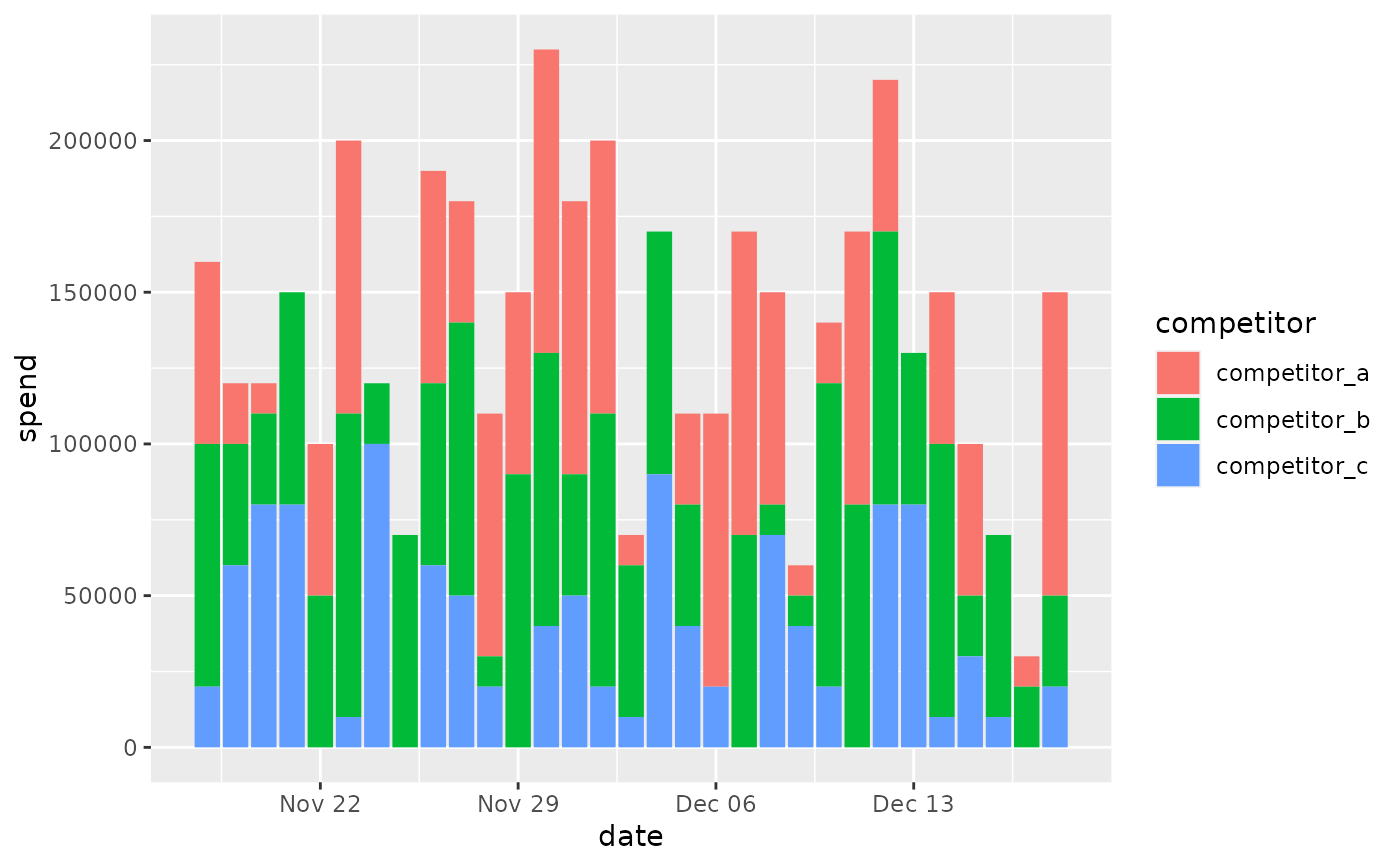 200000
150000
100000
50000
0
spend
Nov 22
Nov 29
Dec 06
Dec 13
date
competitor
competitor_a
competitor_b
competitor_c